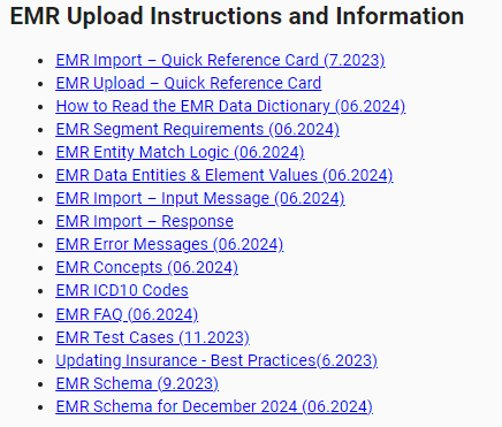 EMR Upload Instructions and Information
EMR Import – Quick Reference Card (7.2023)
EMR Upload – Quick Reference Card
How to Read the EMR Data Dictionary (06.2024)
EMR Segment Requirements (06.2024)
EMR Entity Match Logic (06.2024)
EMR Data Entities & Element Values (06.2024)
EMR Import – Input Message (06.2024)
EMR Import – Response
EMR Error Messages (06.2024)
EMR Concepts (06.2024)
EMR ICD10 Codes
EMR FAQ (06.2024)
EMR Test Cases (11.2023)
Updating Insurance - Best Practices(6.2023)
EMR Schema (9.2023)
EMR Schema for December 2024 (06.2024)